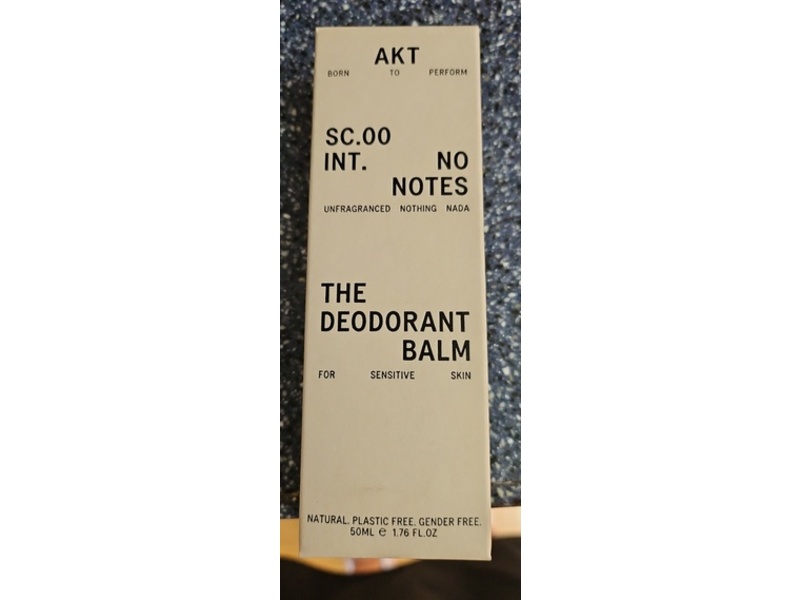 AKT
BORN TO PERFORM
SC.00
INT. NO
NOTES
UNFRAGRANCED NOTHING NADA
THE
DEODORANT
BALM
FOR SENSITIVE SKIN
NATURAL. PLASTIC FREE. GENDER FREE.
50ML ℮ 1.76 FL.OZ